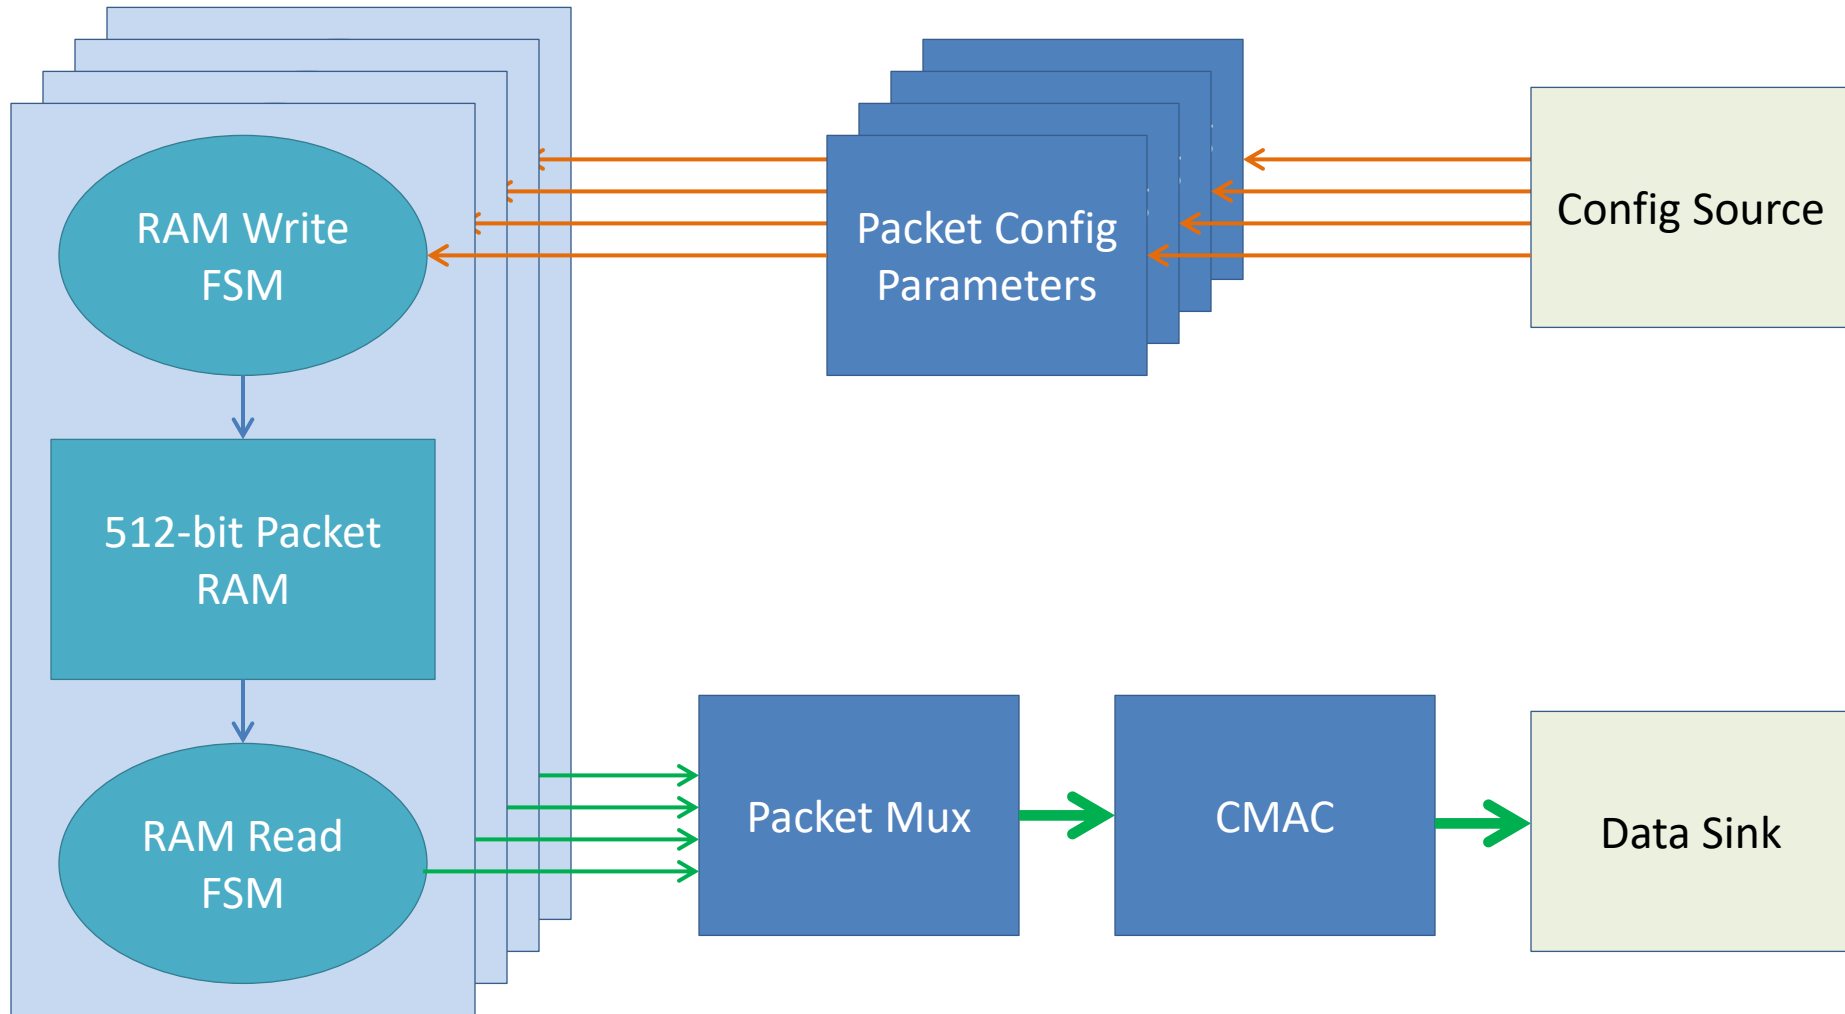 RAM Write
FSM
Packet Config
Parameters
Config Source
512-bit Packet
RAM
RAM Read
FSM
Packet Mux
CMAC
Data Sink